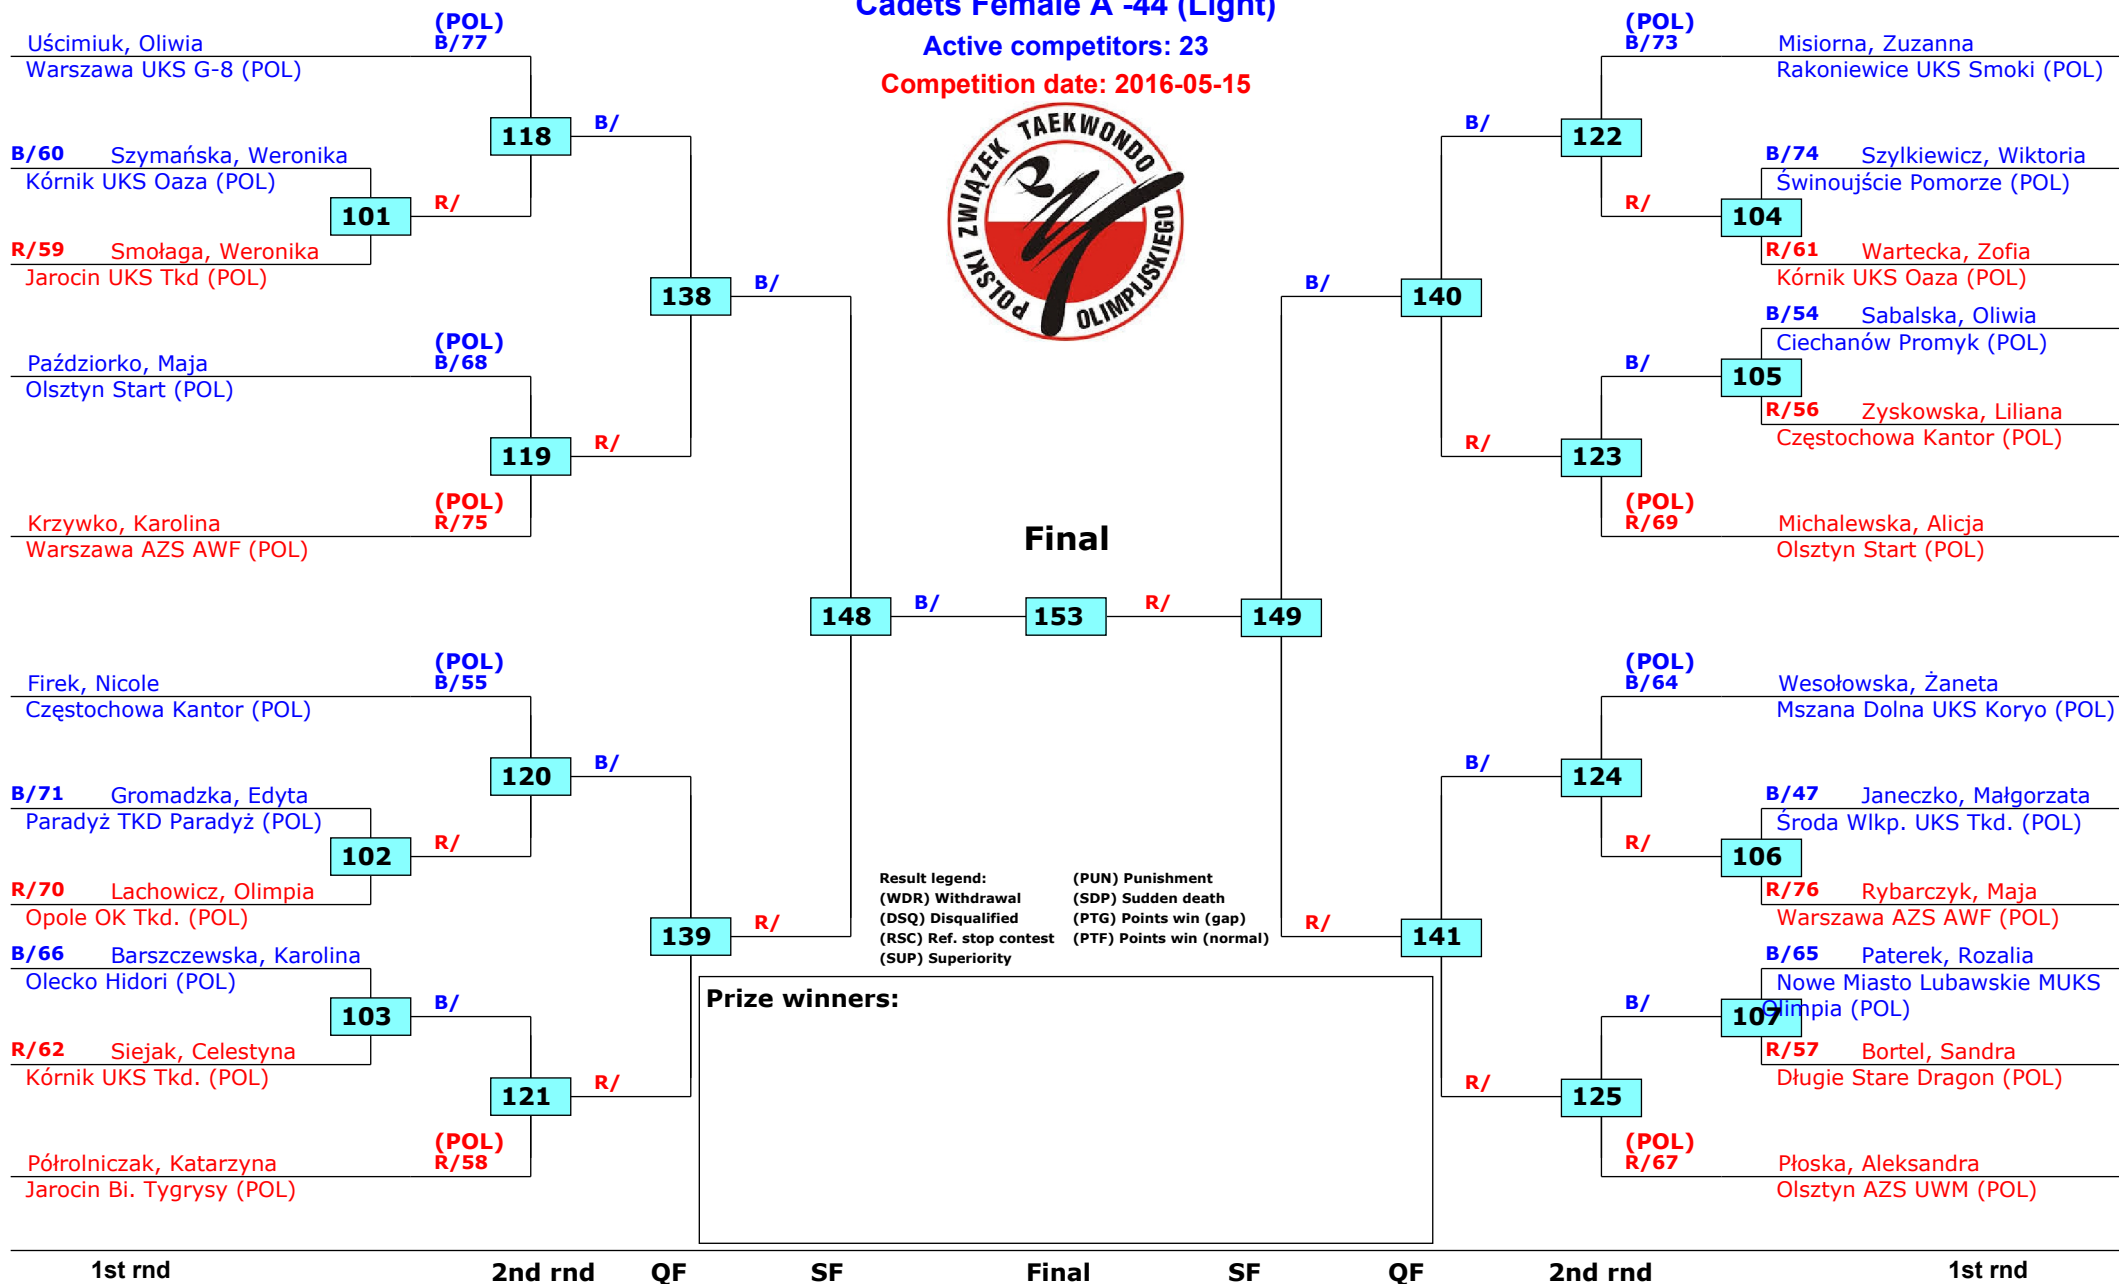 Cadets Female A -44 (Light)
Active competitors: 23
Competition date: 2016-05-15
POLSKI ZWIĄZEK TAEKWONDO OLIMPIJSKIEGO
(POL)
Uścimiuk, Oliwia B/77
Warszawa UKS G-8 (POL)
118
B/
B/60 Szymańska, Weronika
Kórnik UKS Oaza (POL)
101
R/
R/59 Smołaga, Weronika
Jarocin UKS Tkd (POL)
138
B/
(POL)
Październiorko, Maja B/68
Olsztyn Start (POL)
119
R/
(POL)
Krzywko, Karolina R/75
Warszawa AZS AWF (POL)
148
B/
(POL)
Firek, Nicole B/55
Częstochowa Kantor (POL)
120
B/
B/71 Gromadzka, Edyta
Paradyż TKD Paradyż (POL)
102
R/
R/70 Lachowicz, Olimpia
Opole OK Tkd. (POL)
139
R/
B/66 Barszczewska, Karolina
Olecko Hidori (POL)
103
B/
R/62 Siejak, Celestyna
Kórnik UKS Tkd. (POL)
121
R/
(POL)
Półrolniczak, Katarzyna R/58
Jarocin Bi. Tygrysy (POL)
Final
153
R/
149
(POL)
B/73 Misiorna, Zuzanna
Rakoniewice UKS Smoki (POL)
B/
122
B/74 Szylkiewicz, Wiktoria
Świnoujście Pomorze (POL)
R/
104
R/61 Wartecka, Zofia
Kórnik UKS Oaza (POL)
B/
140
B/54 Sabalska, Oliwia
Ciechanów Promyk (POL)
B/
105
R/56 Zyskowska, Liliana
Częstochowa Kantor (POL)
R/
123
(POL)
R/69 Michalewska, Alicja
Olsztyn Start (POL)
(POL)
B/64 Wesołowska, Żaneta
Mszana Dolna UKS Koryo (POL)
B/
124
B/47 Janeczko, Małgorzata
Środa Wlkp. UKS Tkd. (POL)
R/
106
R/76 Rybarczyk, Maja
Warszawa AZS AWF (POL)
R/
141
B/65 Paterek, Rozalia
Nowe Miasto Lubawskie MUKS
Olimpia (POL)
B/
107
R/57 Bortel, Sandra
Długie Stare Dragon (POL)
R/
125
(POL)
R/67 Płoska, Aleksandra
Olsztyn AZS UWM (POL)
Result legend: (PUN) Punishment
(WDR) Withdrawal (SDP) Sudden death
(DSQ) Disqualified (PTG) Points win (gap)
(RSC) Ref. stop contest (PTF) Points win (normal)
(SUP) Superiority
Prize winners:
1st rnd 2nd rnd QF SF Final SF QF 2nd rnd 1st rnd